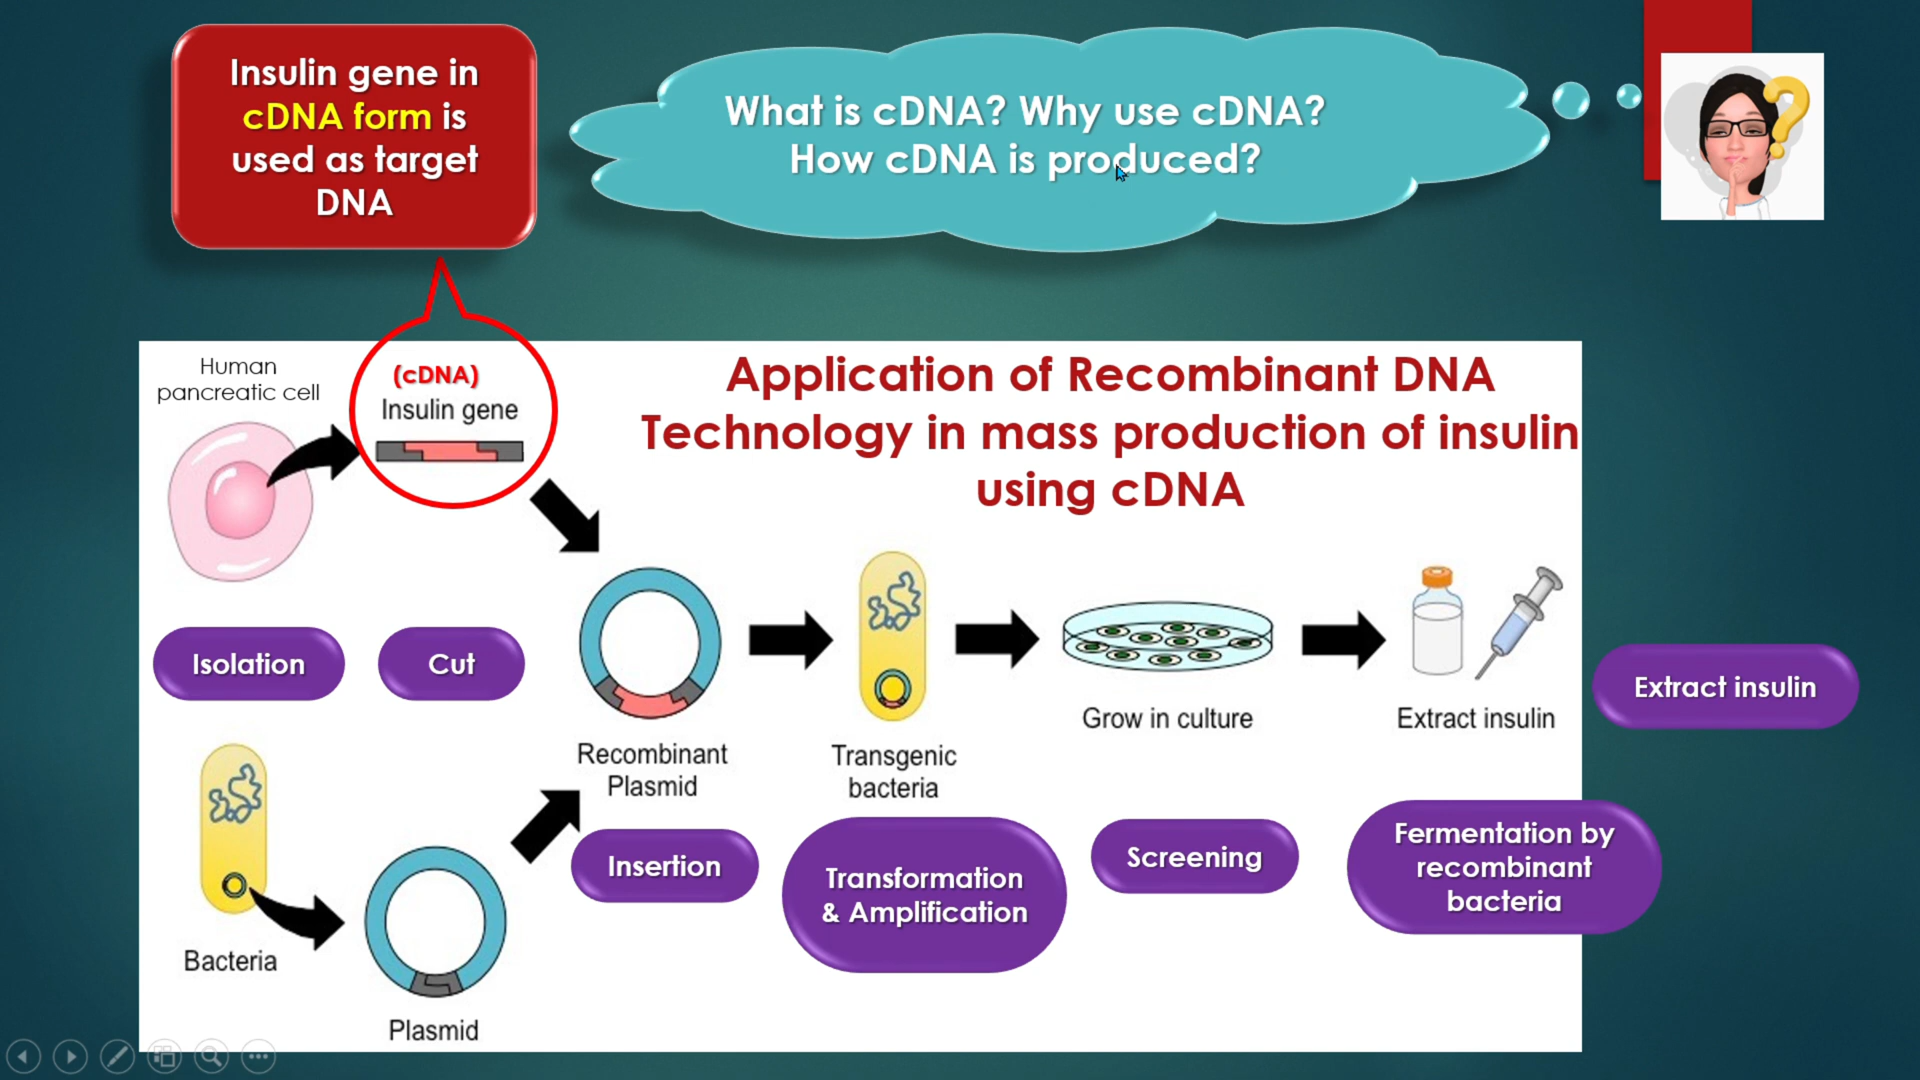 Insulin gene in
cDNA form is
used as target
DNA
What is cDNA? Why use cDNA?
How cDNA is produced?
Human
pancreatic cell
(cDNA)
Insulin gene
Application of Recombinant DNA
Technology in mass production of insulin
using cDNA
Isolation
Cut
Recombinant
Plasmid
Transgenic
bacteria
Grow in culture
Extract insulin
Extract insulin
Insertion
Transformation
& Amplification
Screening
Fermentation by
recombinant
bacteria
Bacteria
Plasmid